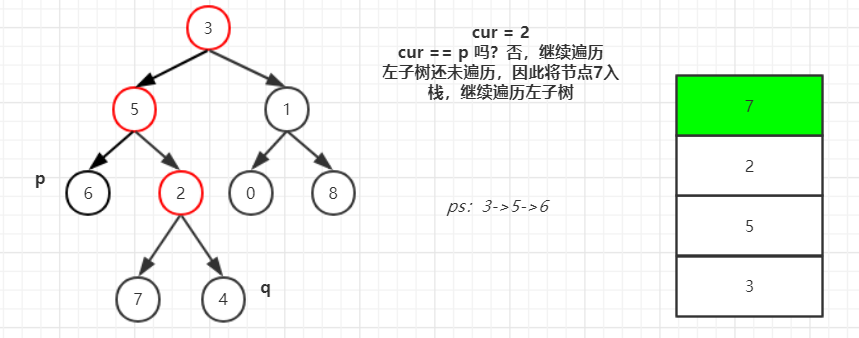 3
cur = 2
cur == p 吗？否，继续遍历
左子树还未遍历，因此将节点7入
栈，继续遍历左子树
5
1
7
p
6
2
0
8
2
ps：3->5->6
5
7
4
q
3